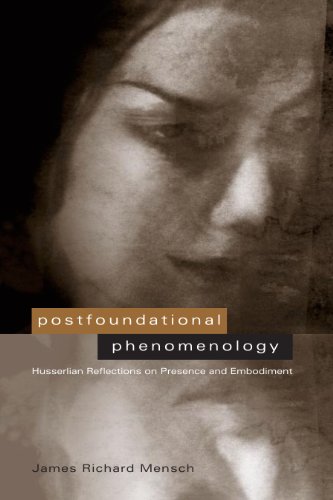 postfoundational
phenomenology
Husserlian Reflections on Presence and Embodiment
James Richard Mensch